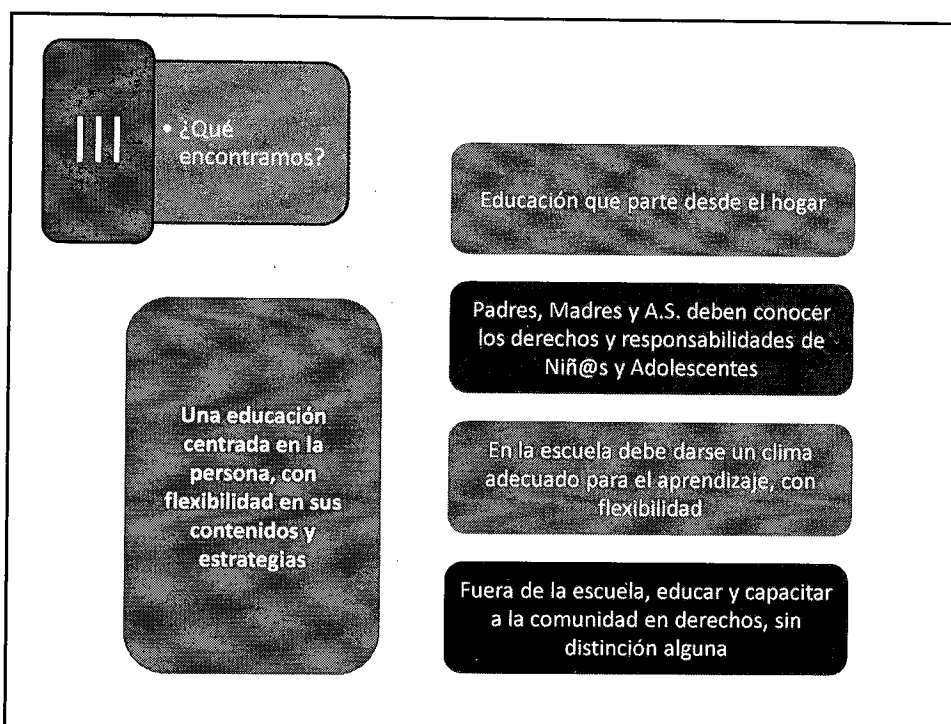 III
• ¿Qué
encontramos?
Educación que parte desde el hogar
Padres, Madres y A.S. deben conocer
los derechos y responsabilidades de
Niñ@s y Adolescentes
Una educación
centrada en la
persona, con
flexibilidad en sus
contenidos y
estrategias
En la escuela debe darse un clima
adecuado para el aprendizaje, con
flexibilidad
Fuera de la escuela, educar y capacitar
a la comunidad en derechos, sin
distinción alguna